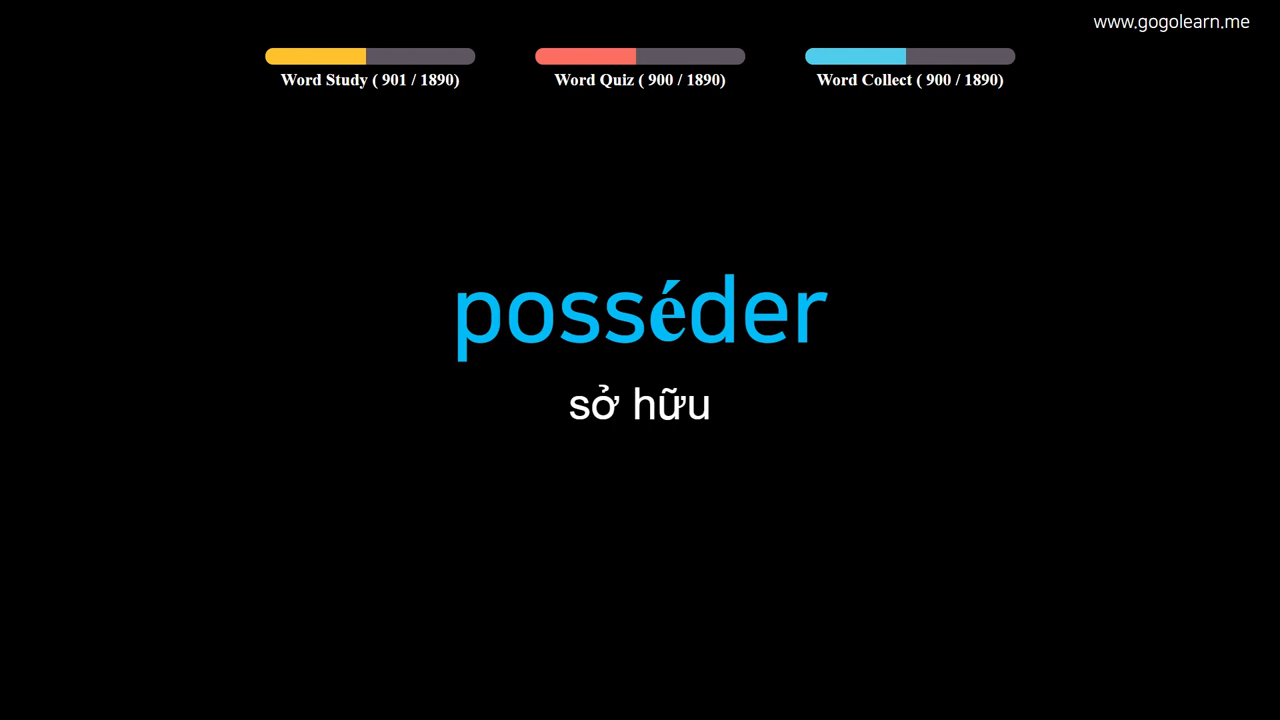 www.gogolearn.me
Word Study ( 901 / 1890)
Word Quiz ( 900 / 1890)
Word Collect ( 900 / 1890)
posséder
sở hữu